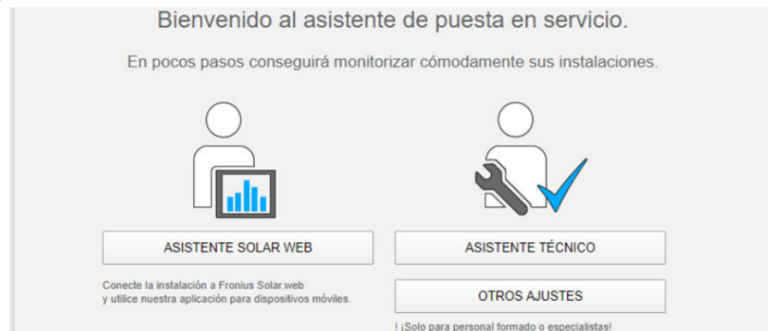 Bienvenido al asistente de puesta en servicio.
En pocos pasos conseguirá monitorizar cómodamente sus instalaciones.
ASISTENTE SOLAR WEB
Conecte la instalación a Fronius Solar.web
y utilice nuestra aplicación para dispositivos móviles.
ASISTENTE TÉCNICO
OTROS AJUSTES
! ¡Solo para personal formado o especialistas!